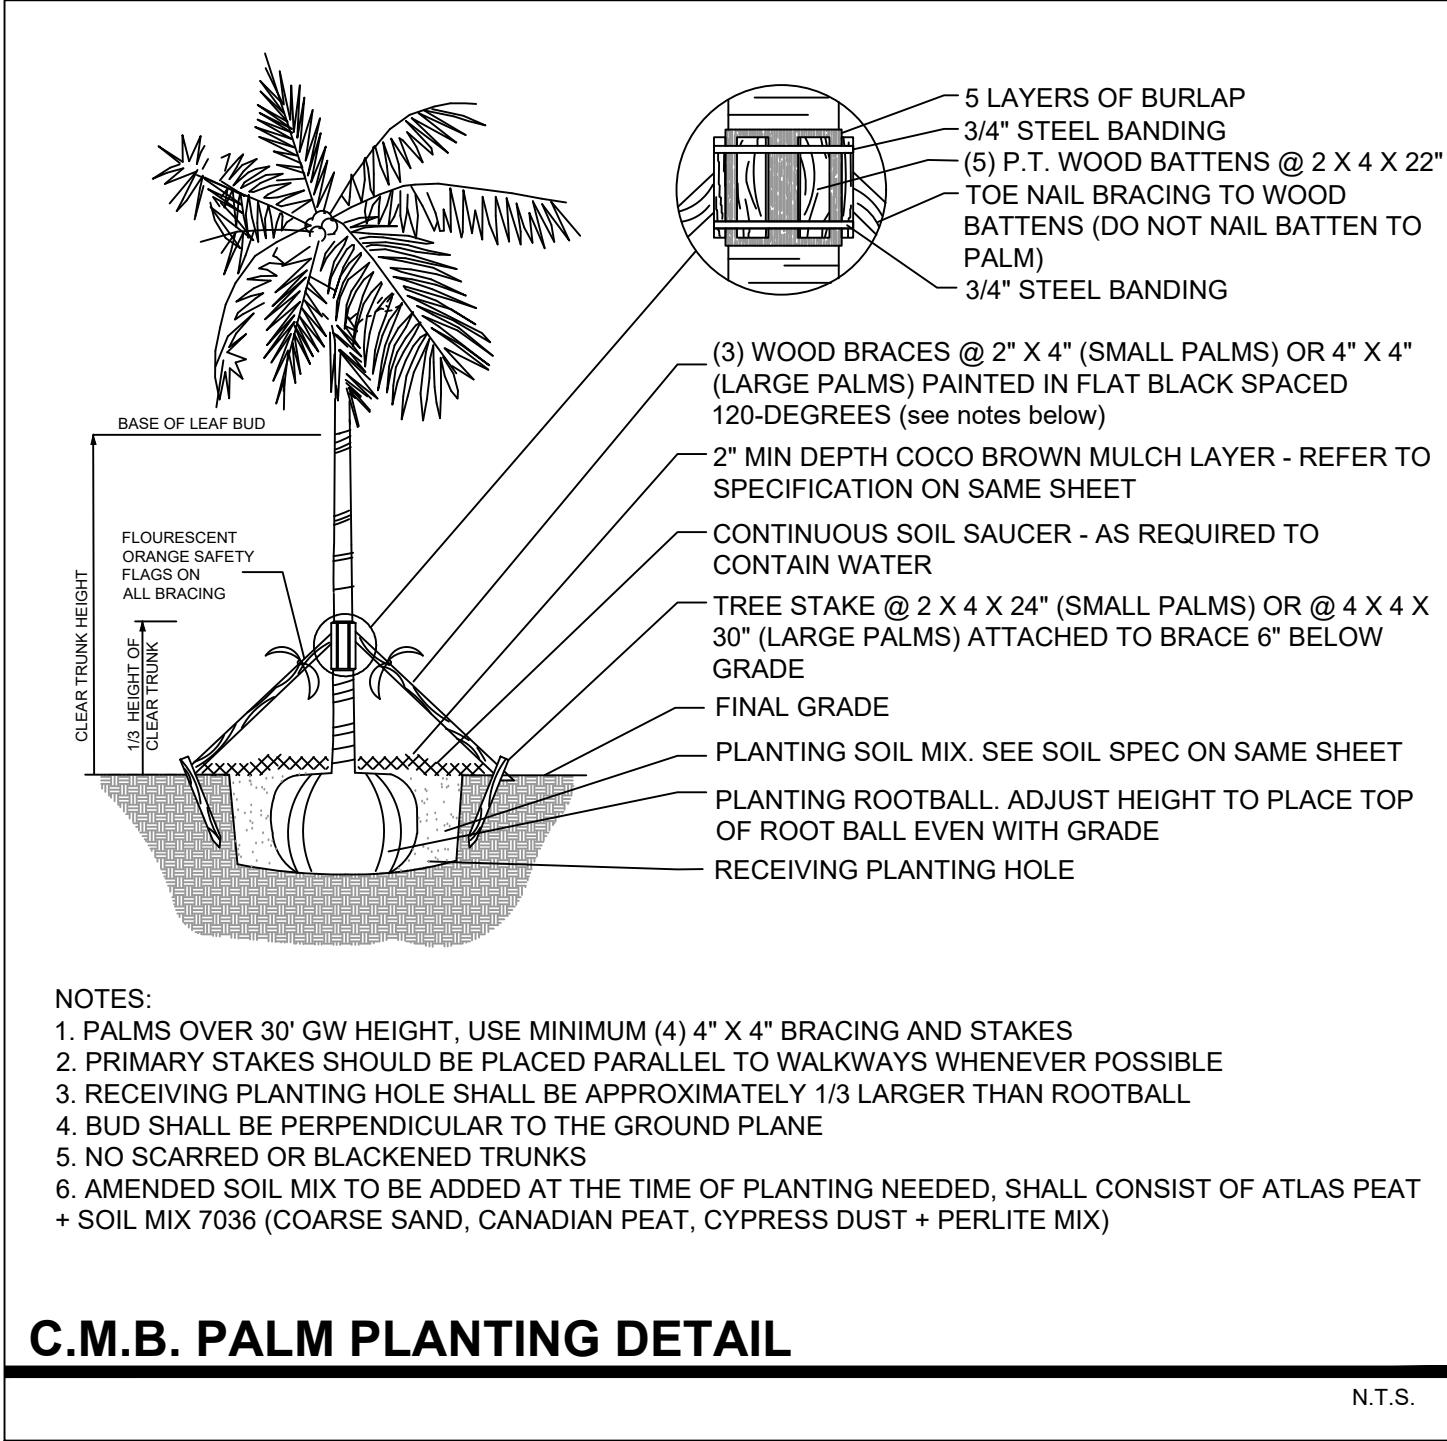 5 LAYERS OF BURLAP
3/4" STEEL BANDING
(5) P.T. WOOD BATTENS @ 2 X 4 X 22"
TOE NAIL BRACING TO WOOD
BATTENS (DO NOT NAIL BATTEN TO
PALM)
3/4" STEEL BANDING
(3) WOOD BRACES @ 2" X 4" (SMALL PALMS) OR 4" X 4"
(LARGE PALMS) PAINTED IN FLAT BLACK SPACED
120-DEGREES (see notes below)
2" MIN DEPTH COCO BROWN MULCH LAYER - REFER TO
SPECIFICATION ON SAME SHEET
CONTINUOUS SOIL SAUCER - AS REQUIRED TO
CONTAIN WATER
TREE STAKE @ 2 X 4 X 24" (SMALL PALMS) OR @ 4 X 4 X
30" (LARGE PALMS) ATTACHED TO BRACE 6" BELOW
GRADE
FINAL GRADE
PLANTING SOIL MIX. SEE SOIL SPEC ON SAME SHEET
PLANTING ROOTBALL. ADJUST HEIGHT TO PLACE TOP
OF ROOT BALL EVEN WITH GRADE
RECEIVING PLANTING HOLE
BASE OF LEAF BUD
FLOURESCENT
ORANGE SAFETY
FLAGS ON
ALL BRACING
CLEAR TRUNK HEIGHT
1/3 HEIGHT OF
CLEAR TRUNK
NOTES:
1. PALMS OVER 30' GW HEIGHT, USE MINIMUM (4) 4" X 4" BRACING AND STAKES
2. PRIMARY STAKES SHOULD BE PLACED PARALLEL TO WALKWAYS WHENEVER POSSIBLE
3. RECEIVING PLANTING HOLE SHALL BE APPROXIMATELY 1/3 LARGER THAN ROOTBALL
4. BUD SHALL BE PERPENDICULAR TO THE GROUND PLANE
5. NO SCARRED OR BLACKENED TRUNKS
6. AMENDED SOIL MIX TO BE ADDED AT THE TIME OF PLANTING NEEDED, SHALL CONSIST OF ATLAS PEAT
+ SOIL MIX 7036 (COARSE SAND, CANADIAN PEAT, CYPRESS DUST + PERLITE MIX)
C.M.B. PALM PLANTING DETAIL
N.T.S.